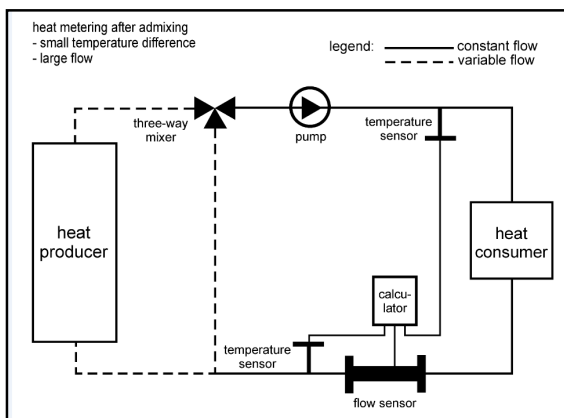 heat metering after admixing
- small temperature difference
- large flow
legend:
constant flow
variable flow
three-way
mixer
pump
temperature
sensor
heat
producer
heat
consumer
calcu-
lator
temperature
sensor
flow sensor